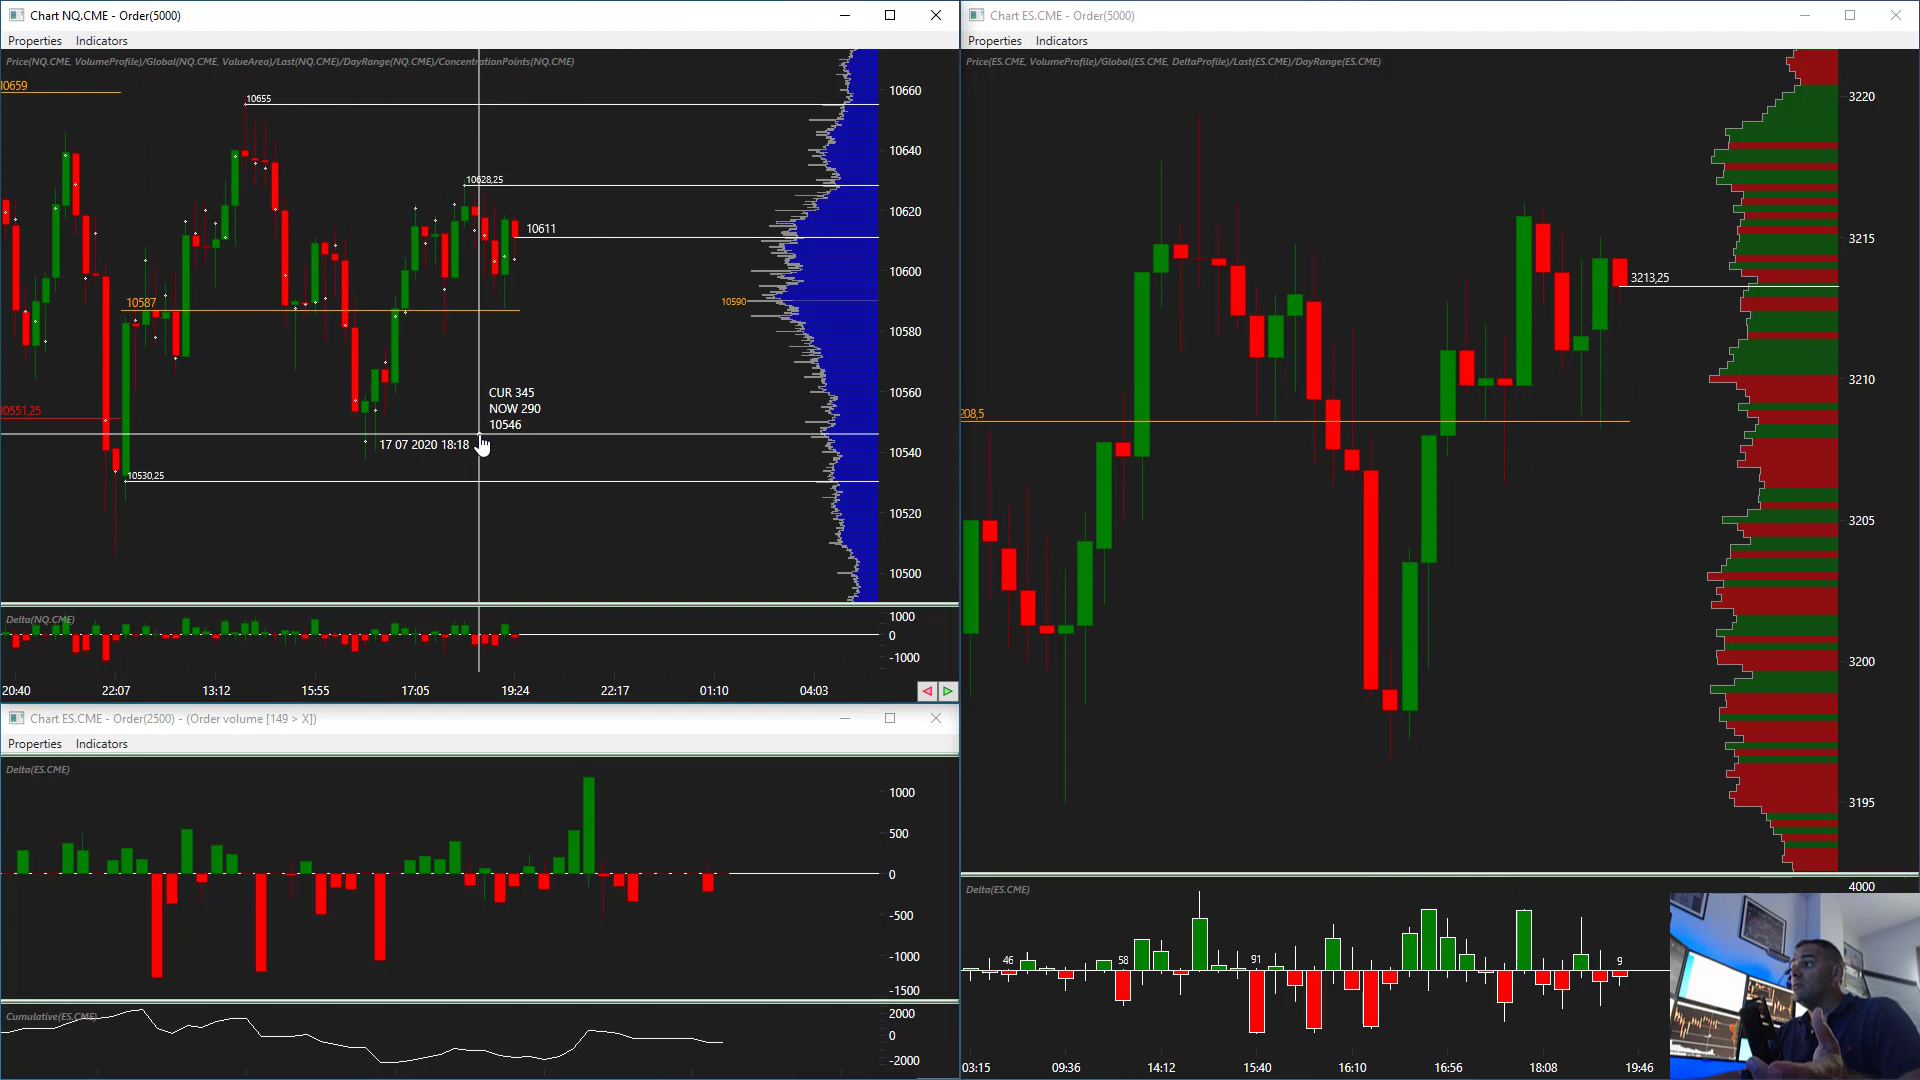 Chart NQ.CME - Order(5000)
Properties Indicators
Price(NQ.CME, VolumeProfile)/Global(NQ.CME, ValueArea)/Last(NQ.CME)/DayRange(NQ.CME)/ConcentrationPoints(NQ.CME)
10659
10655
10628,25
10611
10587
10590
10551,25
CUR 345
NOW 290
10546
17 07 2020 18:18
10530,25
10660
10640
10620
10600
10580
10560
10540
10520
10500
Delta(NQ.CME)
1000
0
-1000
20:40 22:07 13:12 15:55 17:05 19:24 22:17 01:10 04:03
Chart ES.CME - Order(2500) - (Order volume [149 > X])
Properties Indicators
Delta(ES.CME)
1000
500
0
-500
-1000
-1500
Cumulative(ES.CME)
2000
0
-2000
Chart ES.CME - Order(5000)
Properties Indicators
Price(ES.CME, VolumeProfile)/Global(ES.CME, DeltaProfile)/Last(ES.CME)/DayRange(ES.CME)
3220
3215
3213,25
3210
208,5
3205
3200
3195
Delta(ES.CME)
4000
46 58 91 9
03:15 09:36 14:12 15:40 16:10 16:56 18:08 19:46